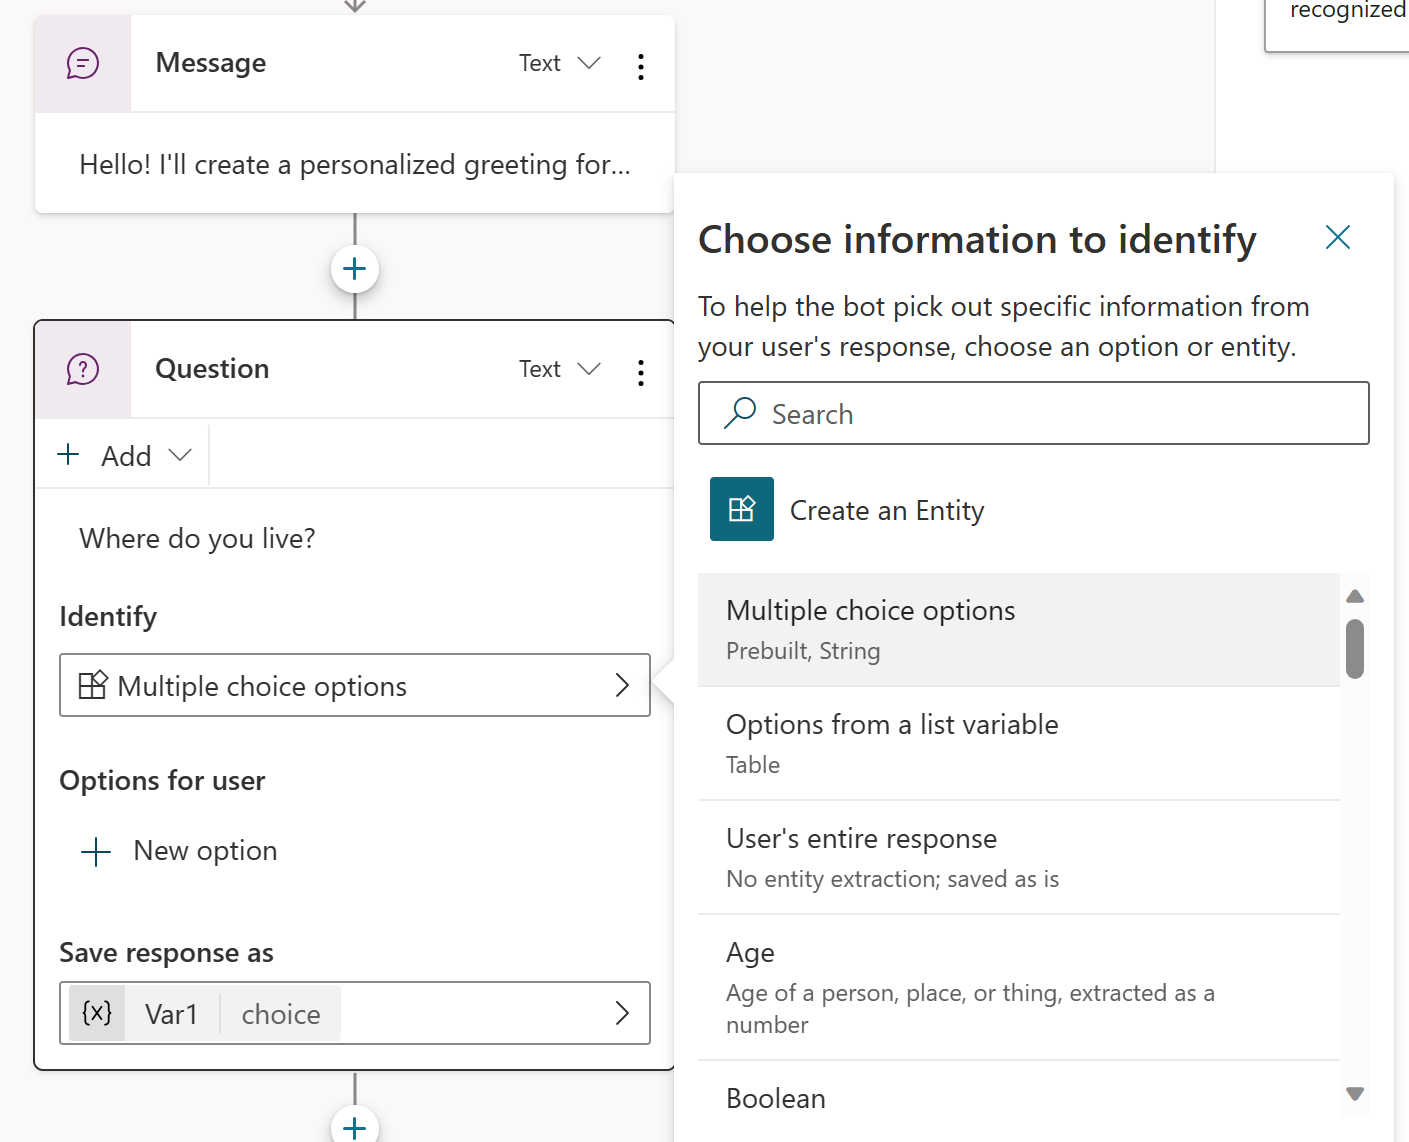 recognized
Message
Text
Hello! I'll create a personalized greeting for...
Question
Text
Add
Where do you live?
Identify
Multiple choice options
Options for user
New option
Save response as
{x} Var1 choice
Choose information to identify
To help the bot pick out specific information from
your user's response, choose an option or entity.
Search
Create an Entity
Multiple choice options
Prebuilt, String
Options from a list variable
Table
User's entire response
No entity extraction; saved as is
Age
Age of a person, place, or thing, extracted as a
number
Boolean